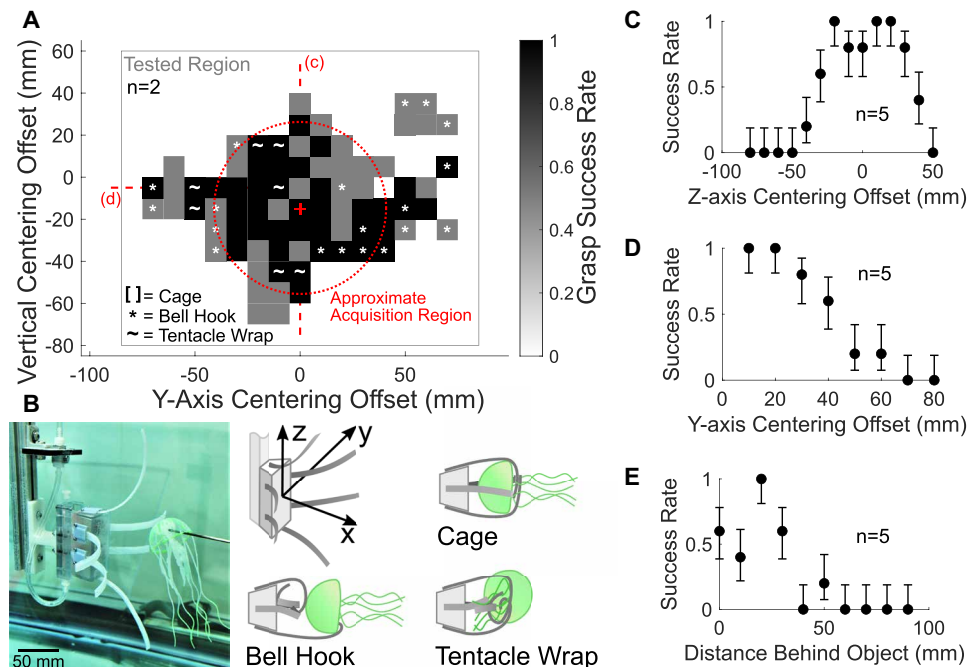 A
Vertical Centering Offset (mm)
60
40
20
0
-20
-40
-60
-80
Tested Region
n=2
(c)
(d)
+
[ ] = Cage
* = Bell Hook
~ = Tentacle Wrap
Approximate
Acquisition Region
-100
-50
0
50
Y-Axis Centering Offset (mm)
1
0.8
0.6
0.4
0.2
0
Grasp Success Rate
B
50 mm
z
y
x
Cage
Bell Hook
Tentacle Wrap
C
Success Rate
1
0.5
0
n=5
-100
-50
0
50
Z-axis Centering Offset (mm)
D
Success Rate
1
0.5
0
n=5
0
20
40
60
80
Y-axis Centering Offset (mm)
E
Success Rate
1
0.5
0
n=5
0
50
100
Distance Behind Object (mm)